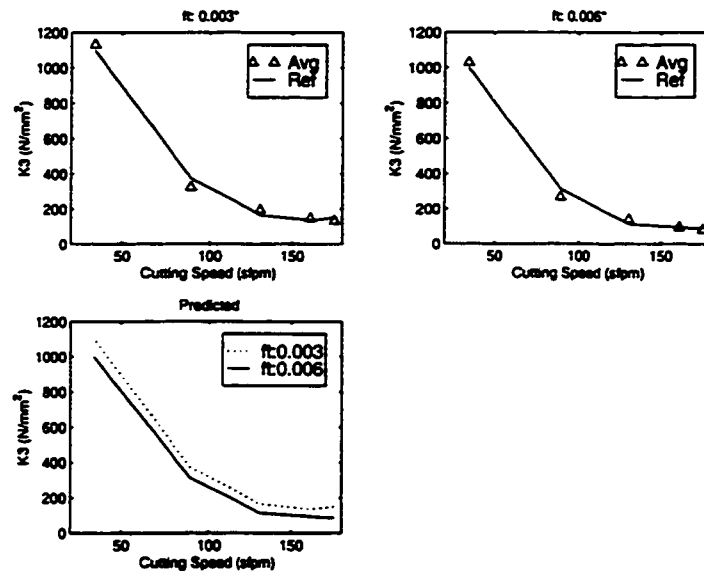 ft: 0.003"
1200
1000
800
600
400
200
0
K3 (N/mm²)
50
100
150
Cutting Speed (sfpm)
Avg
Ref
ft: 0.006"
1200
1000
800
600
400
200
0
K3 (N/mm²)
50
100
150
Cutting Speed (sfpm)
Avg
Ref
Predicted
1200
1000
800
600
400
200
0
K3 (N/mm²)
50
100
150
Cutting Speed (sfpm)
ft:0.003
ft:0.006